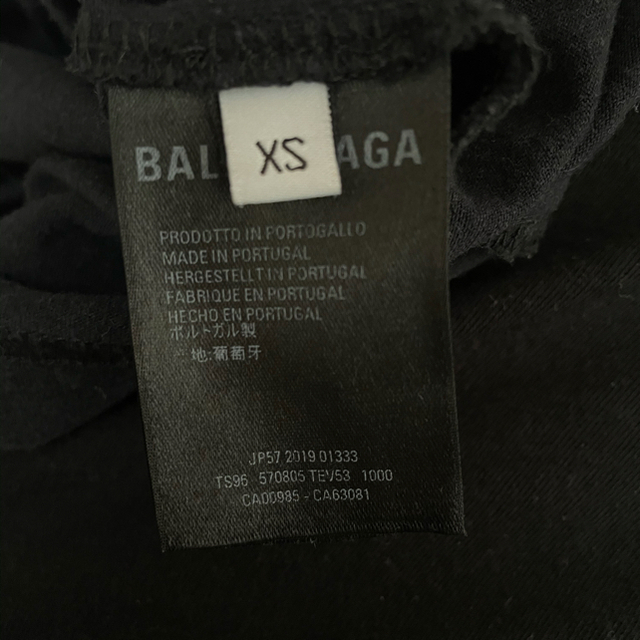 BAL AGA
XS
PRODOTTO IN PORTOGALLO
MADE IN PORTUGAL
HERGESTELLT IN PORTUGAL
FABRIQUE EN PORTUGAL
HECHO EN PORTUGAL
ポルトガル製
地:葡萄牙
JP57 2019 01333
TS96 570805 TEV53 1000
CA00985 - CA63081